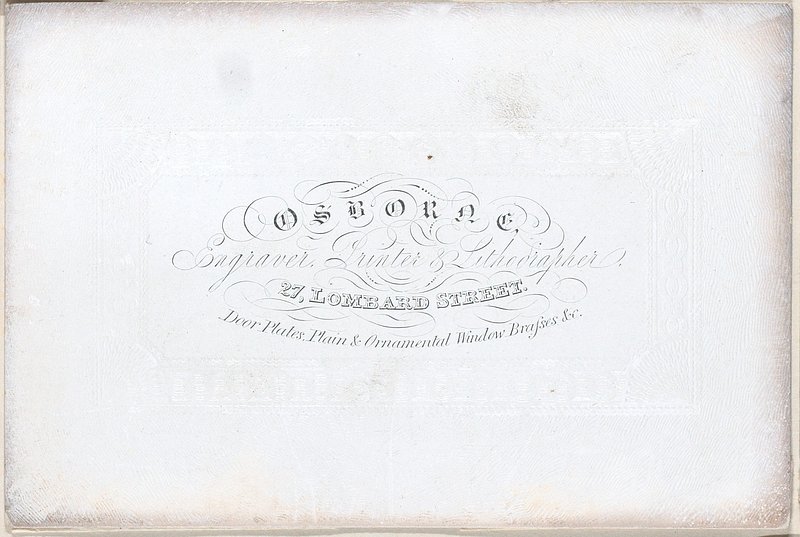 OSBORNE,
Engraver, Printer & Lithographer,
27, LOMBARD STREET.
Door Plates, Plain & Ornamental Window Braſses &c.